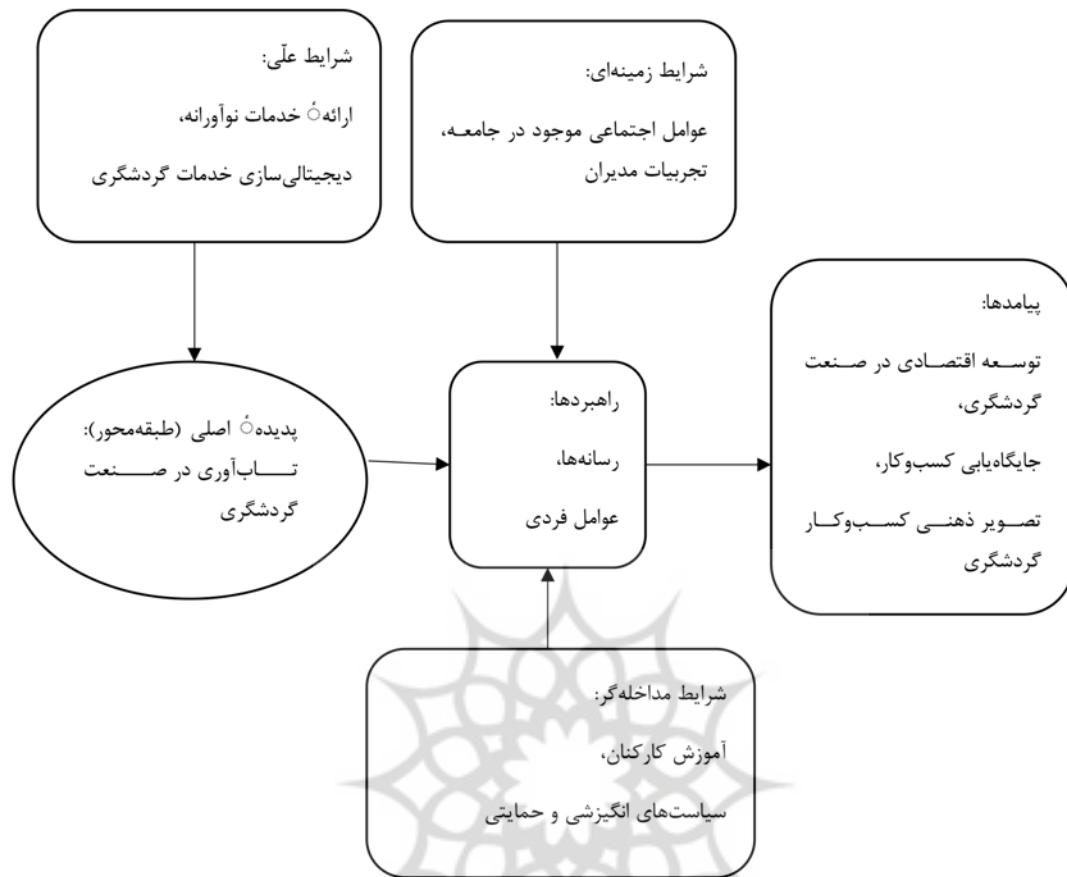 شرایط علّی:
ارائهٔ خدمات نوآورانه،
دیجیتالی‌سازی خدمات گردشگری
شرایط زمینه‌ای:
عوامل اجتماعی موجود در جامعه،
تجربیات مدیران
پدیدهٔ اصلی (طبقه‌محور):
تاب‌آوری در صنعت
گردشگری
راهبردها:
رسانه‌ها،
عوامل فردی
پیامدها:
توسعه اقتصادی در صنعت
گردشگری،
جایگاه‌یابی کسب‌وکار،
تصویر ذهنی کسب‌وکار
گردشگری
شرایط مداخله‌گر:
آموزش کارکنان،
سیاست‌های انگیزشی و حمایتی